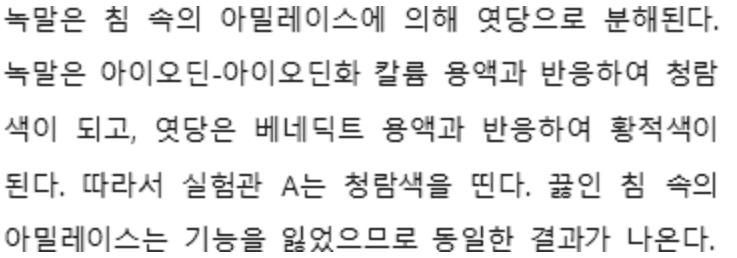 녹말은 침 속의 아밀레이스에 의해 엿당으로 분해된다.
녹말은 아이오딘-아이오딘화 칼륨 용액과 반응하여 청람
색이 되고, 엿당은 베네딕트 용액과 반응하여 황적색이
된다. 따라서 실험관 A는 청람색을 띤다. 끓인 침 속의
아밀레이스는 기능을 잃었으므로 동일한 결과가 나온다.